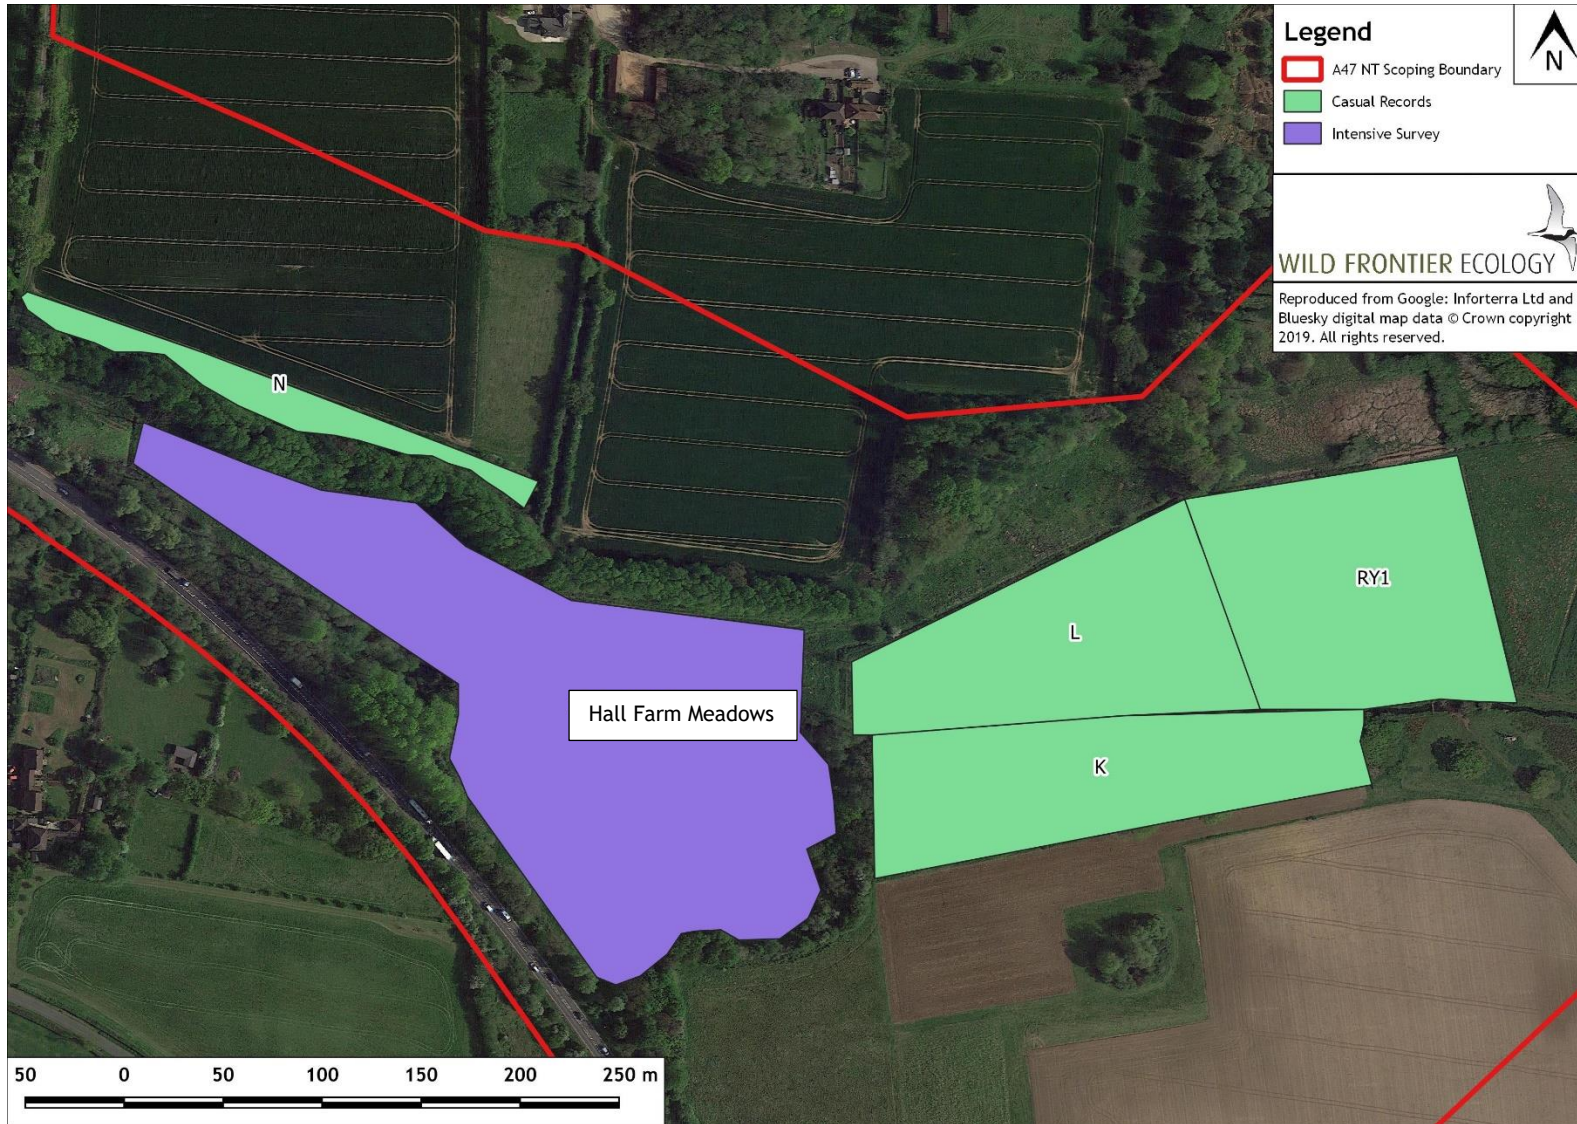 Legend
A47 NT Scoping Boundary
Casual Records
Intensive Survey
N
WILD FRONTIER ECOLOGY
Reproduced from Google: Inforterra Ltd and
Bluesky digital map data © Crown copyright
2019. All rights reserved.
N
RY1
L
Hall Farm Meadows
K
50 0 50 100 150 200 250 m